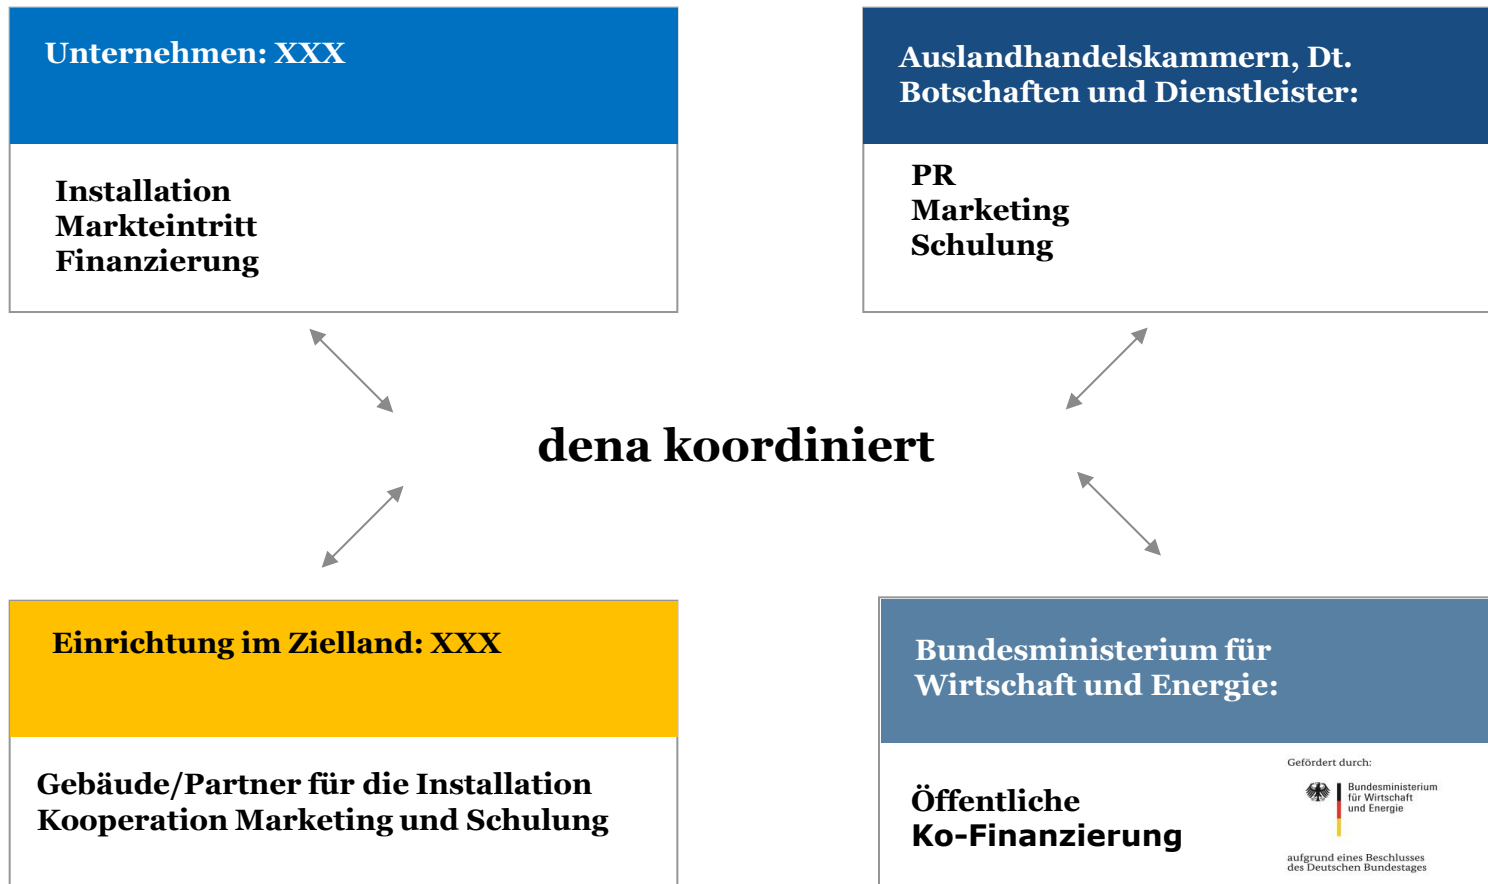 Unternehmen: XXX
Installation
Markteintritt
Finanzierung
Auslandhandelskammern, Dt.
Botschaften und Dienstleister:
PR
Marketing
Schulung
dena koordiniert
Einrichtung im Zielland: XXX
Gebäude/Partner für die Installation
Kooperation Marketing und Schulung
Bundesministerium für
Wirtschaft und Energie:
Öffentliche
Ko-Finanzierung
Gefördert durch:
Bundesministerium
für Wirtschaft
und Energie
aufgrund eines Beschlusses
des Deutschen Bundestages